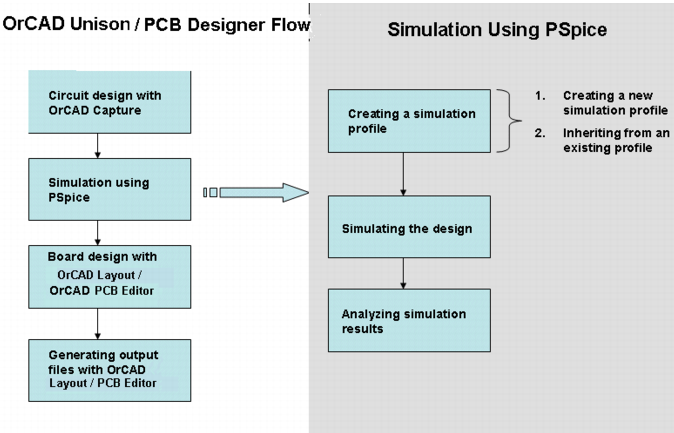 OrCAD Unison / PCB Designer Flow
Circuit design with
OrCAD Capture
Simulation using
PSpice
Board design with
OrCAD Layout /
OrCAD PCB Editor
Generating output
files with OrCAD
Layout / PCB Editor
Simulation Using PSpice
Creating a simulation
profile
1. Creating a new
simulation profile
2. Inheriting from an
existing profile
Simulating the design
Analyzing simulation
results